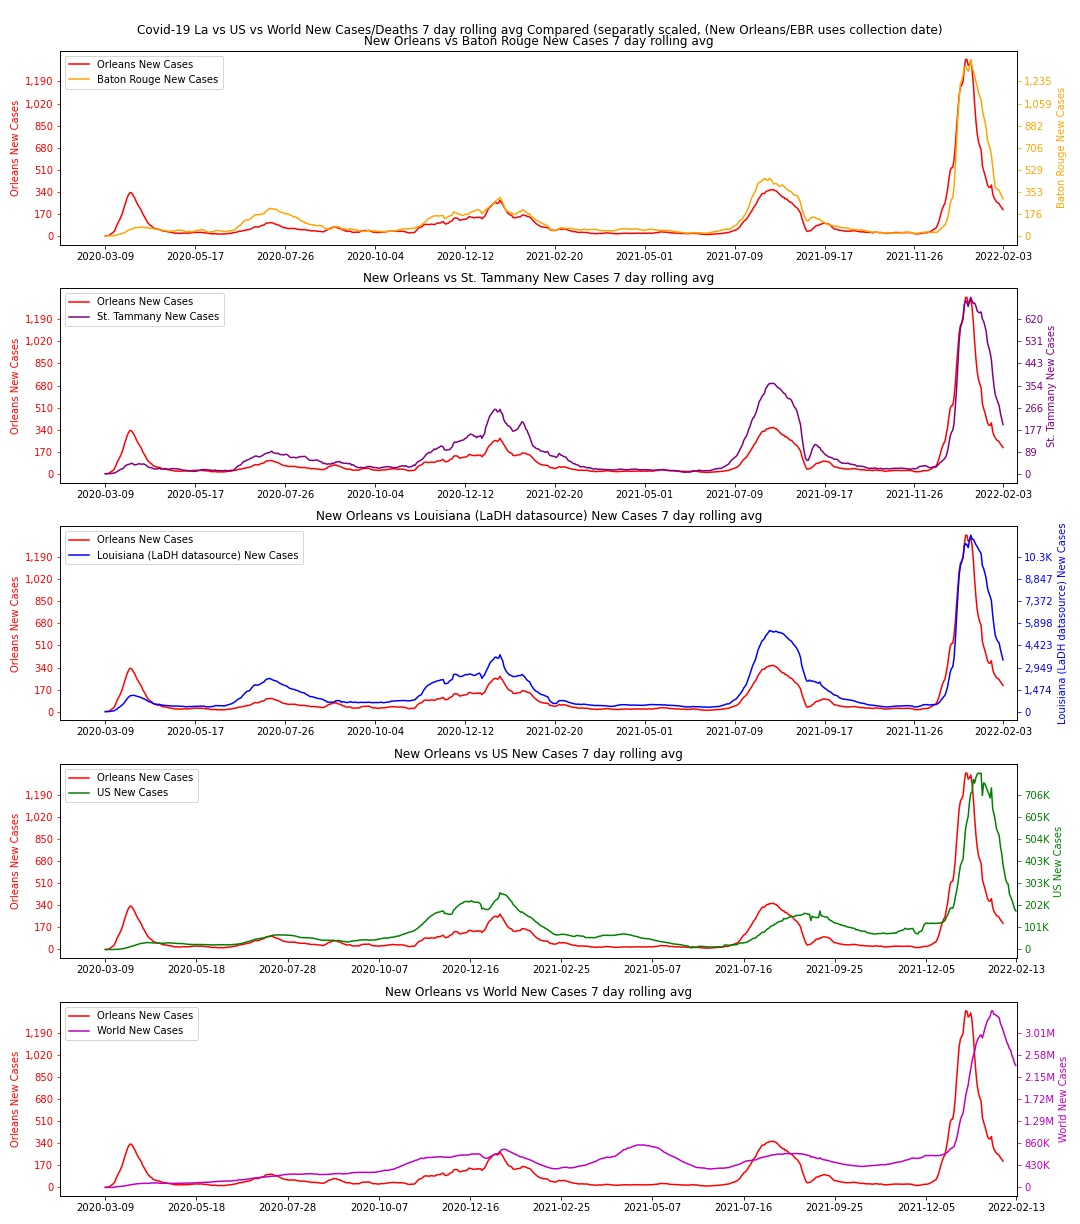 Covid-19 La vs US vs World New Cases/Deaths 7 day rolling avg Compared (separatly scaled, (New Orleans/EBR uses collection date)
New Orleans vs Baton Rouge New Cases 7 day rolling avg
Orleans New Cases
Baton Rouge New Cases
Orleans New Cases
1,190
1,020
850
680
510
340
170
0
1,235
1,059
882
706
529
353
176
0
Baton Rouge New Cases
2020-03-09 2020-05-17 2020-07-26 2020-10-04 2020-12-12 2021-02-20 2021-05-01 2021-07-09 2021-09-17 2021-11-26 2022-02-03
New Orleans vs St. Tammany New Cases 7 day rolling avg
Orleans New Cases
St. Tammany New Cases
Orleans New Cases
1,190
1,020
850
680
510
340
170
0
620
531
443
354
266
177
89
0
St. Tammany New Cases
2020-03-09 2020-05-17 2020-07-26 2020-10-04 2020-12-12 2021-02-20 2021-05-01 2021-07-09 2021-09-17 2021-11-26 2022-02-03
New Orleans vs Louisiana (LaDH datasource) New Cases 7 day rolling avg
Orleans New Cases
Louisiana (LaDH datasource) New Cases
Orleans New Cases
1,190
1,020
850
680
510
340
170
0
10.3K
8,847
7,372
5,898
4,423
2,949
1,474
0
Louisiana (LaDH datasource) New Cases
2020-03-09 2020-05-17 2020-07-26 2020-10-04 2020-12-12 2021-02-20 2021-05-01 2021-07-09 2021-09-17 2021-11-26 2022-02-03
New Orleans vs US New Cases 7 day rolling avg
Orleans New Cases
US New Cases
Orleans New Cases
1,190
1,020
850
680
510
340
170
0
706K
605K
504K
403K
303K
202K
101K
0
US New Cases
2020-03-09 2020-05-18 2020-07-28 2020-10-07 2020-12-16 2021-02-25 2021-05-07 2021-07-16 2021-09-25 2021-12-05 2022-02-13
New Orleans vs World New Cases 7 day rolling avg
Orleans New Cases
World New Cases
Orleans New Cases
1,190
1,020
850
680
510
340
170
0
3.01M
2.58M
2.15M
1.72M
1.29M
860K
430K
0
World New Cases
2020-03-09 2020-05-18 2020-07-28 2020-10-07 2020-12-16 2021-02-25 2021-05-07 2021-07-16 2021-09-25 2021-12-05 2022-02-13